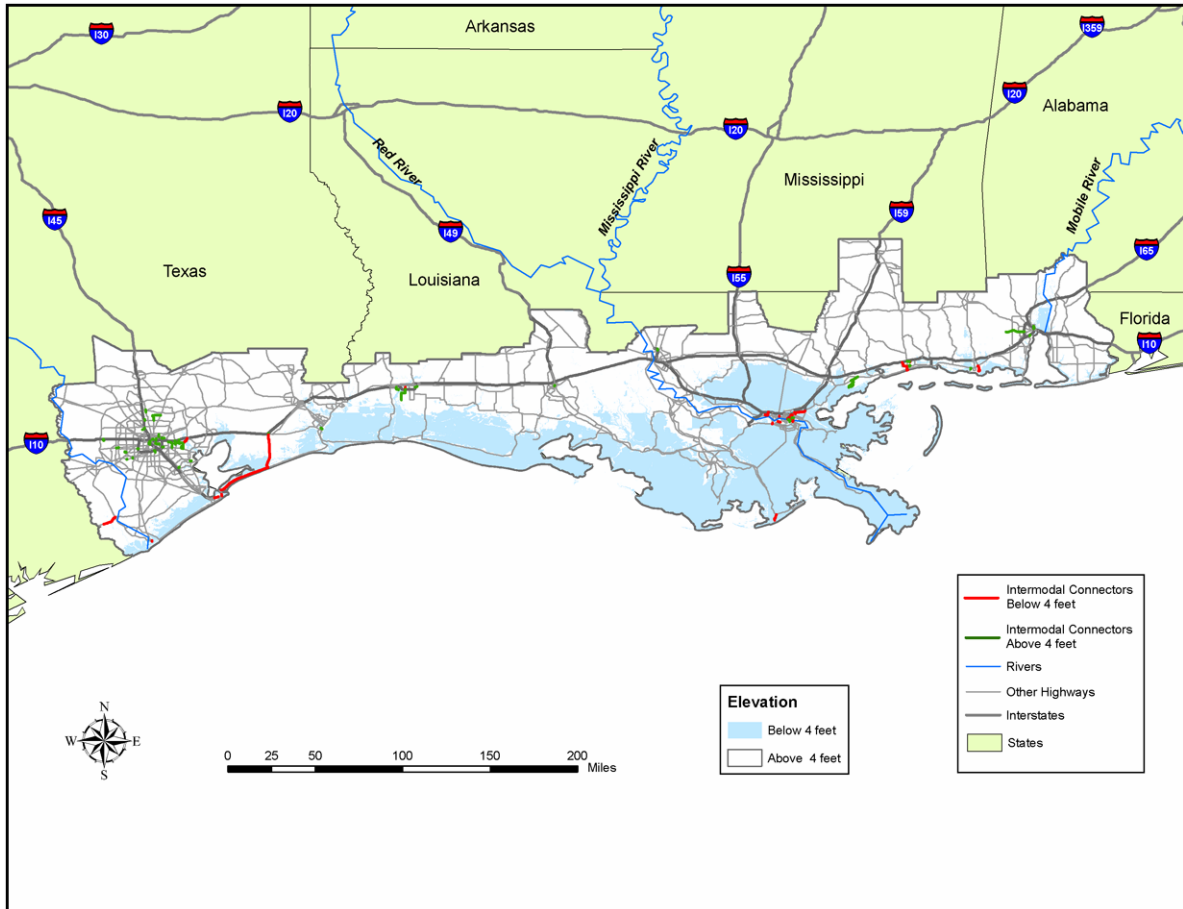 Arkansas
I30
I359
I20
I20
I20
Alabama
Red River
Mississippi River
Mississippi
Mobile River
I45
I49
I59
I65
Texas
Louisiana
I55
Florida
I10
I10
Intermodal Connectors
Below 4 feet
Intermodal Connectors
Above 4 feet
Rivers
Other Highways
Interstates
States
Elevation
Below 4 feet
Above 4 feet
N
W E
S
0 25 50 100 150 200
Miles